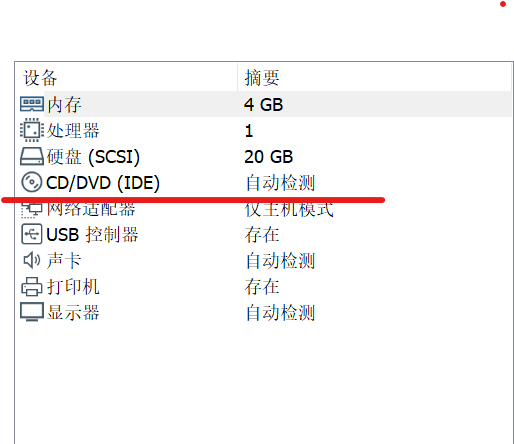 设备 摘要
内存 4 GB
处理器 1
硬盘 (SCSI) 20 GB
CD/DVD (IDE) 自动检测
网络适配器 仅主机模式
USB 控制器 存在
声卡 自动检测
打印机 存在
显示器 自动检测